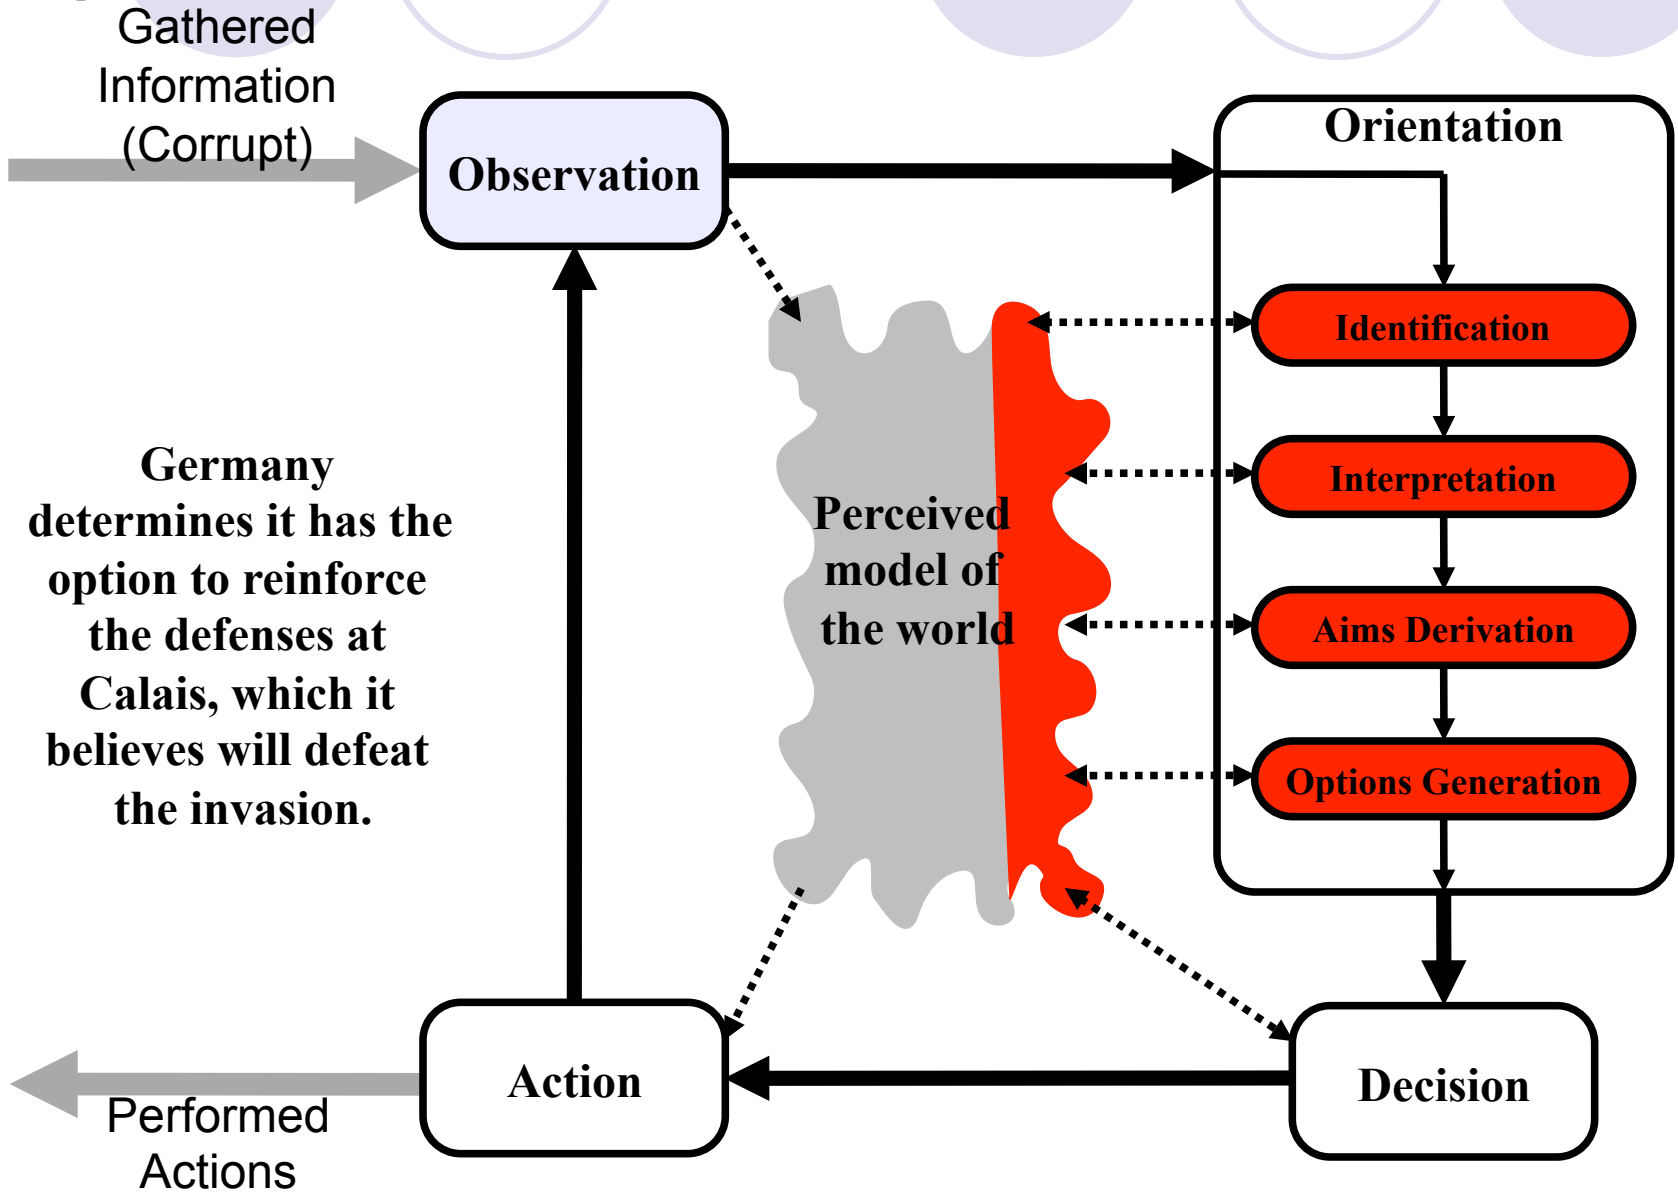 Gathered
Information
(Corrupt)
Observation
Orientation
Identification
Interpretation
Aims Derivation
Options Generation
Germany
determines it has the
option to reinforce
the defenses at
Calais, which it
believes will defeat
the invasion.
Perceived
model of
the world
Action
Decision
Performed
Actions